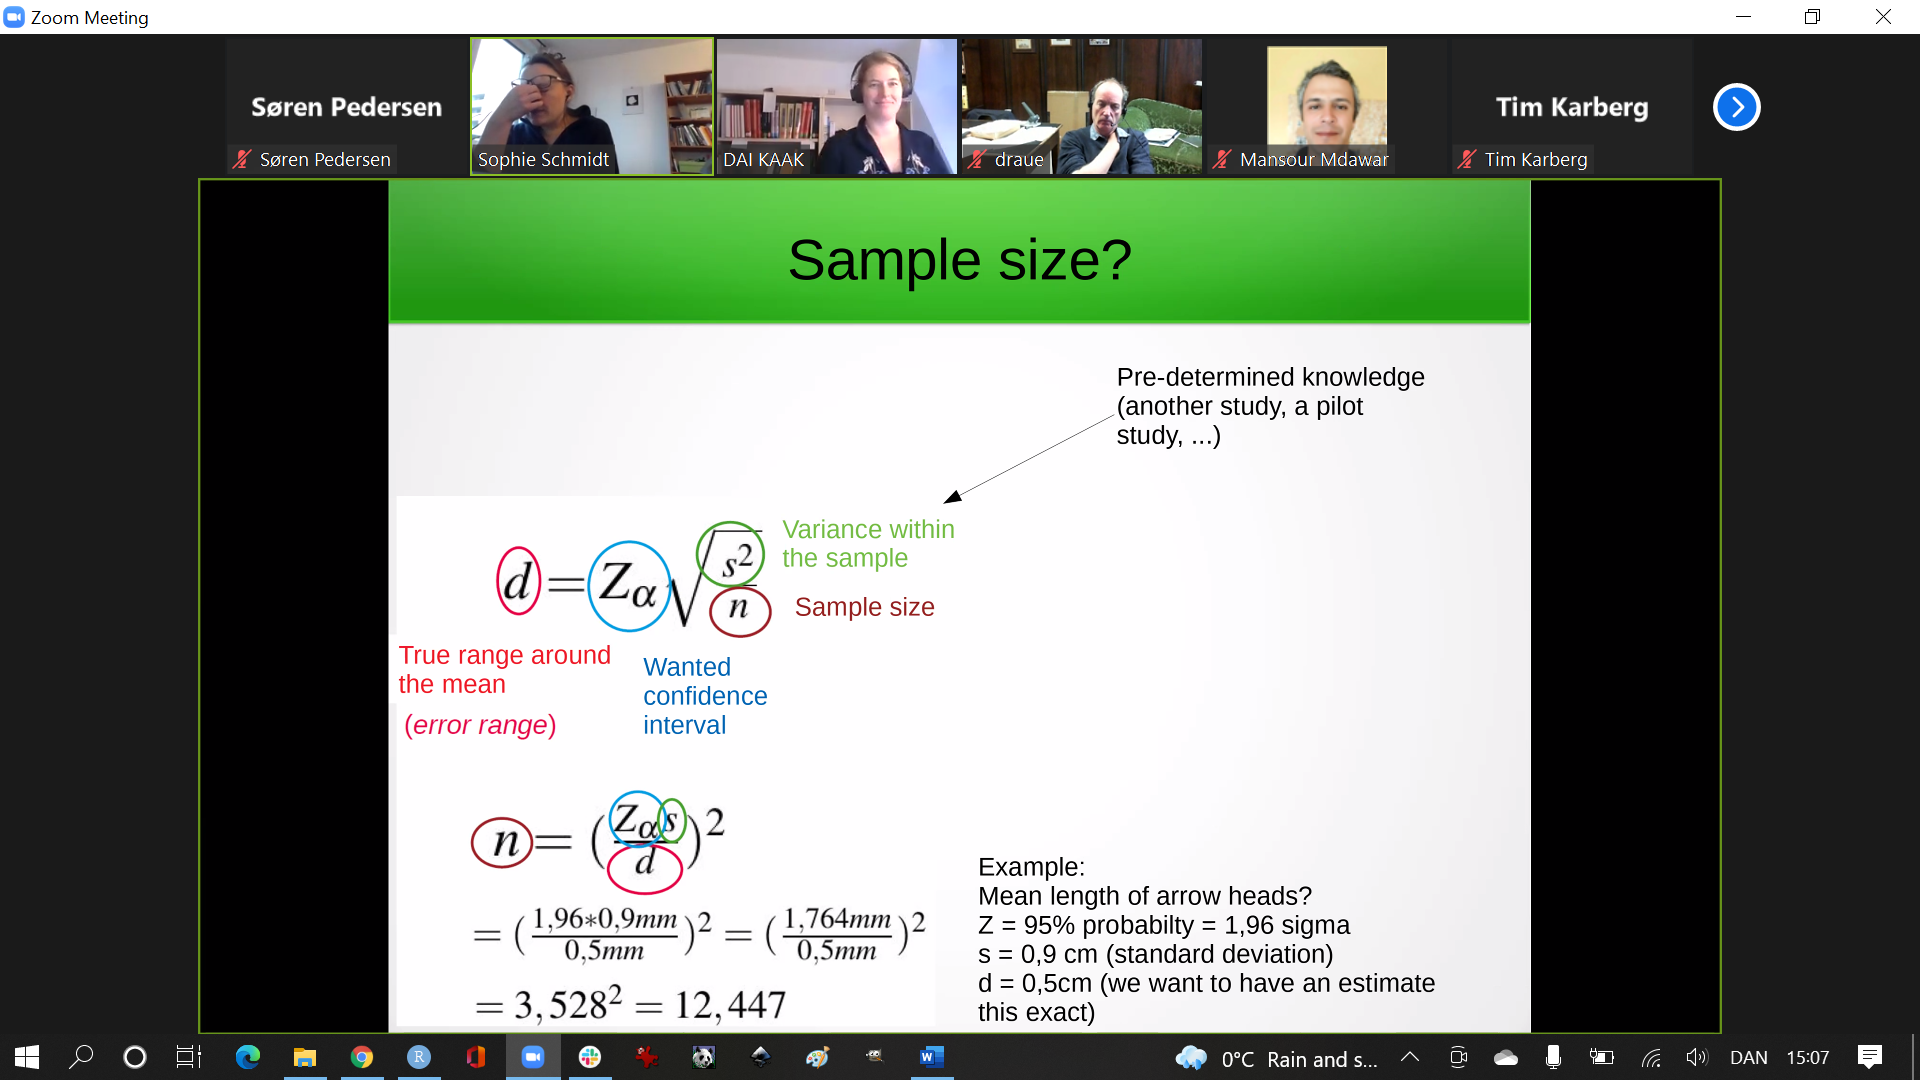 Zoom Meeting
Søren Pedersen
Tim Karberg
Søren Pedersen
Sophie Schmidt
DAI KAAK
draue
Mansour Mdawar
Tim Karberg
Sample size?
Pre-determined knowledge
(another study, a pilot
study, ...)
Variance within
the sample
d = Zα √(s²/n)
Sample size
True range around
the mean
(error range)
Wanted
confidence
interval
n = (Zαs/d)²
= (1,96*0,9mm/0,5mm)² = (1,764mm/0,5mm)²
= 3,528² = 12,447
Example:
Mean length of arrow heads?
Z = 95% probabilty = 1,96 sigma
s = 0,9 cm (standard deviation)
d = 0,5cm (we want to have an estimate
this exact)
0°C Rain and s...
DAN
15:07